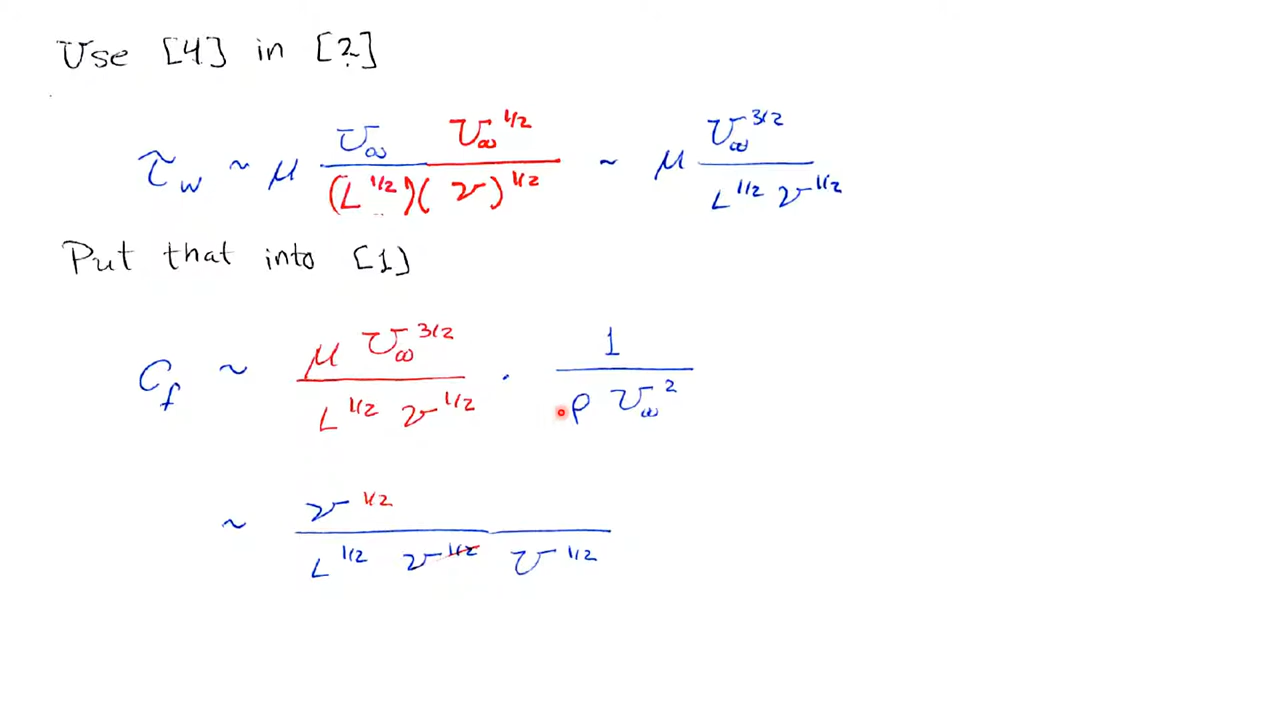 Use [4] in [2]
τ_w ~ μ U_∞ U_∞^1/2 / (L^1/2)(ν)^1/2 ~ μ U_∞^3/2 / L^1/2 ν^1/2
Put that into [1]
C_f ~ μ U_∞^3/2 / L^1/2 ν^1/2 · 1 / ρ U_∞^2
~ ν^1/2 / L^1/2 ν^1/2 U^1/2